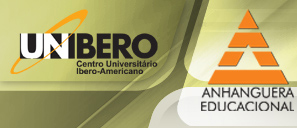 UNIBERO
Centro Universitário
Ibero-Americano
ANHANGUERA
EDUCACIONAL